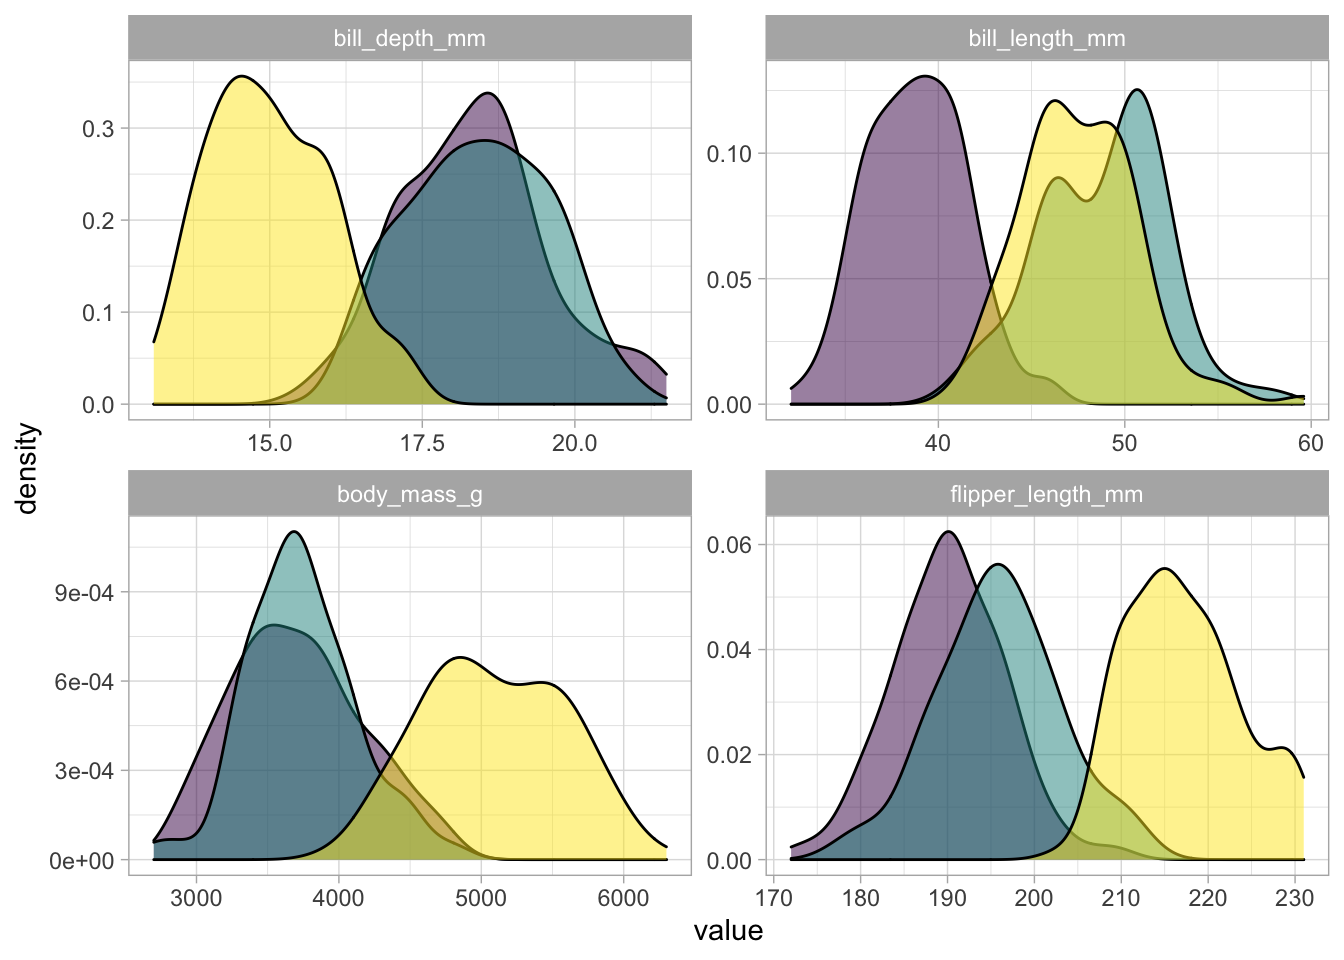 bill_depth_mm
bill_length_mm
0.3
0.2
0.1
0.0
15.0 17.5 20.0
0.10
0.05
0.00
40 50 60
density
body_mass_g
flipper_length_mm
9e-04
6e-04
3e-04
0e+00
3000 4000 5000 6000
0.06
0.04
0.02
0.00
170 180 190 200 210 220 230
value